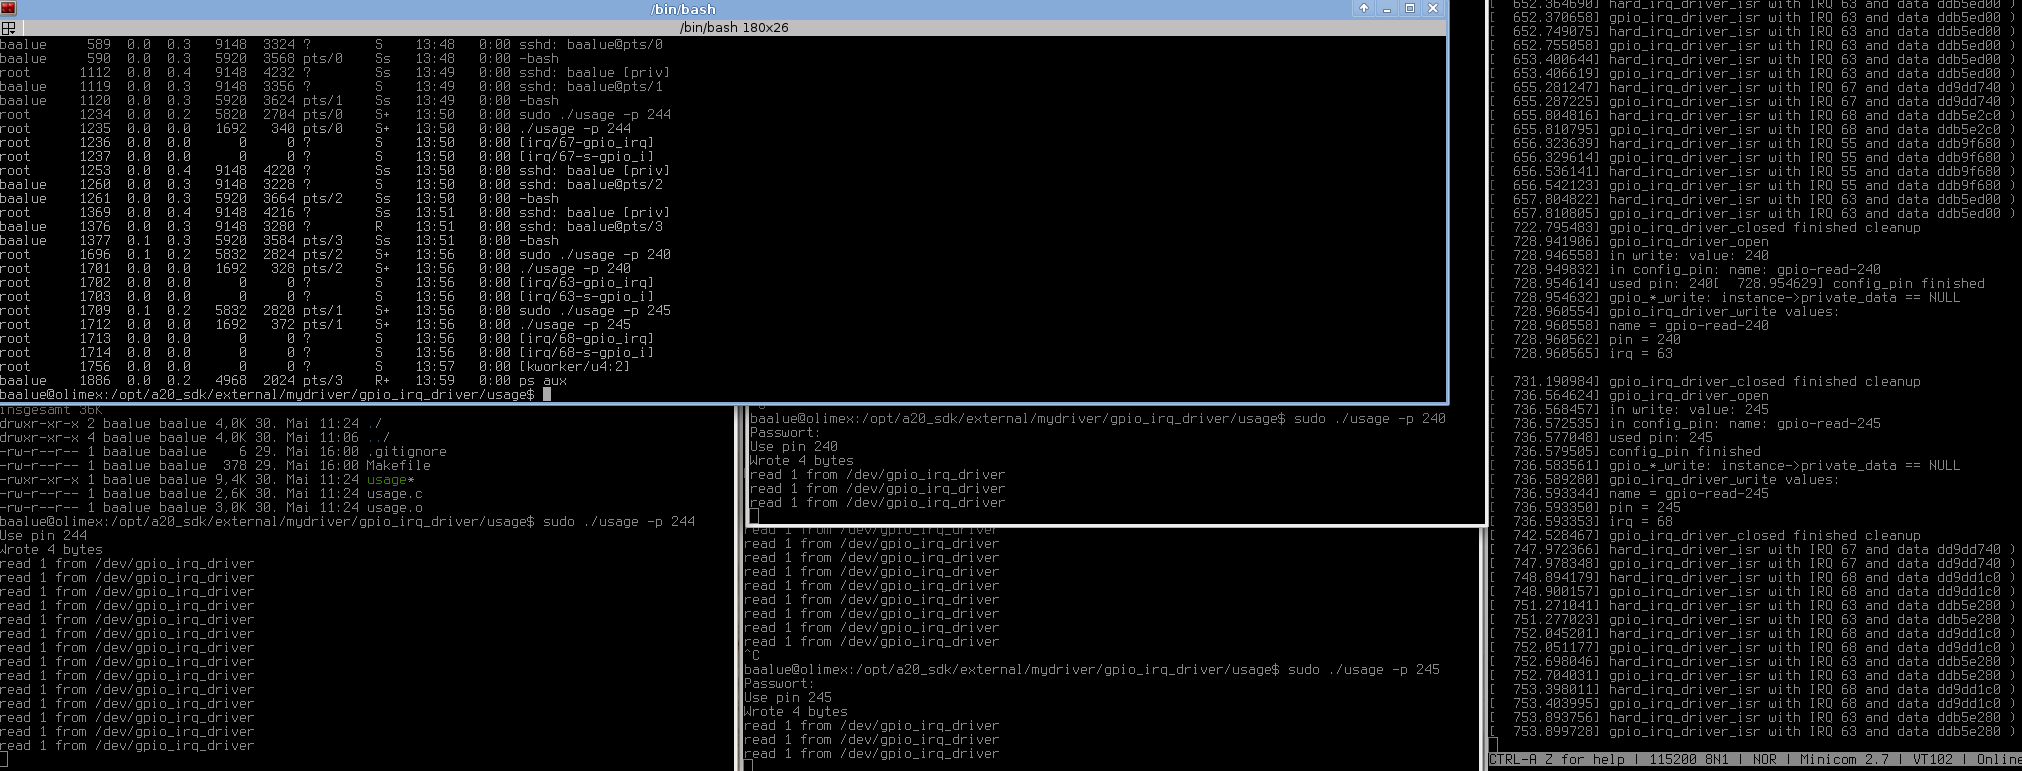 /bin/bash
/bin/bash 180x26
baalue 589 0.0 0.3 9148 3324 ? S 13:48 0:00 sshd: baalue@pts/0
baalue 590 0.0 0.3 5920 3568 pts/0 Ss 13:48 0:00 -bash
root 1112 0.0 0.4 9148 4232 ? Ss 13:49 0:00 sshd: baalue [priv]
baalue 1119 0.0 0.3 9148 3356 ? S 13:49 0:00 sshd: baalue@pts/1
baalue 1120 0.0 0.3 5920 3624 pts/1 Ss 13:49 0:00 -bash
root 1234 0.0 0.2 5820 2704 pts/0 S+ 13:50 0:00 sudo ./usage -p 244
root 1235 0.0 0.0 1692 340 pts/0 S+ 13:50 0:00 ./usage -p 244
root 1236 0.0 0.0 0 0 ? S 13:50 0:00 [irq/67-gpio_irq]
root 1237 0.0 0.0 0 0 ? S 13:50 0:00 [irq/67-s-gpio_i]
root 1253 0.0 0.4 9148 4220 ? Ss 13:50 0:00 sshd: baalue [priv]
baalue 1260 0.0 0.3 9148 3228 ? S 13:50 0:00 sshd: baalue@pts/2
baalue 1261 0.0 0.3 5920 3664 pts/2 Ss 13:50 0:00 -bash
root 1369 0.0 0.4 9148 4216 ? Ss 13:51 0:00 sshd: baalue [priv]
baalue 1376 0.0 0.3 9148 3280 ? R 13:51 0:00 sshd: baalue@pts/3
baalue 1377 0.1 0.3 5920 3584 pts/3 Ss 13:51 0:00 -bash
root 1696 0.1 0.2 5832 2824 pts/2 S+ 13:56 0:00 sudo ./usage -p 240
root 1701 0.0 0.0 1692 328 pts/2 S+ 13:56 0:00 ./usage -p 240
root 1702 0.0 0.0 0 0 ? S 13:56 0:00 [irq/63-gpio_irq]
root 1703 0.0 0.0 0 0 ? S 13:56 0:00 [irq/63-s-gpio_i]
root 1709 0.1 0.2 5832 2820 pts/1 S+ 13:56 0:00 sudo ./usage -p 245
root 1712 0.0 0.0 1692 372 pts/1 S+ 13:56 0:00 ./usage -p 245
root 1713 0.0 0.0 0 0 ? S 13:56 0:00 [irq/68-gpio_irq]
root 1714 0.0 0.0 0 0 ? S 13:56 0:00 [irq/68-s-gpio_i]
root 1756 0.0 0.0 0 0 ? S 13:57 0:00 [kworker/u4:2]
baalue 1886 0.0 0.2 4968 2024 pts/3 R+ 13:59 0:00 ps aux
baalue@olimex:/opt/a20_sdk/external/mydriver/gpio_irq_driver/usage$
insgesamt 36K
drwxr-xr-x 2 baalue baalue 4,0K 30. Mai 11:24 ./
drwxr-xr-x 4 baalue baalue 4,0K 30. Mai 11:06 ../
-rw-r--r-- 1 baalue baalue 6 29. Mai 16:00 .gitignore
-rw-r--r-- 1 baalue baalue 378 29. Mai 16:00 Makefile
-rwxr-xr-x 1 baalue baalue 9,4K 30. Mai 11:24 usage*
-rw-r--r-- 1 baalue baalue 2,6K 30. Mai 11:24 usage.c
-rw-r--r-- 1 baalue baalue 3,0K 30. Mai 11:24 usage.o
baalue@olimex:/opt/a20_sdk/external/mydriver/gpio_irq_driver/usage$ sudo ./usage -p 244
Use pin 244
Wrote 4 bytes
read 1 from /dev/gpio_irq_driver
read 1 from /dev/gpio_irq_driver
read 1 from /dev/gpio_irq_driver
read 1 from /dev/gpio_irq_driver
read 1 from /dev/gpio_irq_driver
read 1 from /dev/gpio_irq_driver
read 1 from /dev/gpio_irq_driver
read 1 from /dev/gpio_irq_driver
read 1 from /dev/gpio_irq_driver
read 1 from /dev/gpio_irq_driver
read 1 from /dev/gpio_irq_driver
read 1 from /dev/gpio_irq_driver
read 1 from /dev/gpio_irq_driver
read 1 from /dev/gpio_irq_driver
baalue@olimex:/opt/a20_sdk/external/mydriver/gpio_irq_driver/usage$ sudo ./usage -p 240
Passwort:
Use pin 240
Wrote 4 bytes
read 1 from /dev/gpio_irq_driver
read 1 from /dev/gpio_irq_driver
read 1 from /dev/gpio_irq_driver
read 1 from /dev/gpio_irq_driver
read 1 from /dev/gpio_irq_driver
read 1 from /dev/gpio_irq_driver
read 1 from /dev/gpio_irq_driver
read 1 from /dev/gpio_irq_driver
read 1 from /dev/gpio_irq_driver
read 1 from /dev/gpio_irq_driver
read 1 from /dev/gpio_irq_driver
read 1 from /dev/gpio_irq_driver
^C
baalue@olimex:/opt/a20_sdk/external/mydriver/gpio_irq_driver/usage$ sudo ./usage -p 245
Passwort:
Use pin 245
Wrote 4 bytes
read 1 from /dev/gpio_irq_driver
read 1 from /dev/gpio_irq_driver
read 1 from /dev/gpio_irq_driver
[ 652.364690] hard_irq_driver_isr with IRQ 63 and data ddb5ed00 )
[ 652.370658] gpio_irq_driver_isr with IRQ 63 and data ddb5ed00 )
[ 652.749075] hard_irq_driver_isr with IRQ 63 and data ddb5ed00 )
[ 652.755058] gpio_irq_driver_isr with IRQ 63 and data ddb5ed00 )
[ 653.400644] hard_irq_driver_isr with IRQ 63 and data ddb5ed00 )
[ 653.406619] gpio_irq_driver_isr with IRQ 63 and data ddb5ed00 )
[ 655.281247] hard_irq_driver_isr with IRQ 67 and data dd9dd740 )
[ 655.287225] gpio_irq_driver_isr with IRQ 67 and data dd9dd740 )
[ 655.804816] hard_irq_driver_isr with IRQ 68 and data ddb5e2c0 )
[ 655.810795] gpio_irq_driver_isr with IRQ 68 and data ddb5e2c0 )
[ 656.323639] hard_irq_driver_isr with IRQ 55 and data ddb9f680 )
[ 656.329614] gpio_irq_driver_isr with IRQ 55 and data ddb9f680 )
[ 656.536141] hard_irq_driver_isr with IRQ 55 and data ddb9f680 )
[ 656.542123] gpio_irq_driver_isr with IRQ 55 and data ddb9f680 )
[ 657.804822] hard_irq_driver_isr with IRQ 63 and data ddb5ed00 )
[ 657.810805] gpio_irq_driver_isr with IRQ 63 and data ddb5ed00 )
[ 722.795483] gpio_irq_driver_closed finished cleanup
[ 728.941906] gpio_irq_driver_open
[ 728.946558] in write: value: 240
[ 728.949832] in config_pin: name: gpio-read-240
[ 728.954614] used pin: 240[ 728.954629] config_pin finished
[ 728.954632] gpio_*_write: instance->private_data == NULL
[ 728.960554] gpio_irq_driver_write values:
[ 728.960558] name = gpio-read-240
[ 728.960562] pin = 240
[ 728.960565] irq = 63
[ 731.190984] gpio_irq_driver_closed finished cleanup
[ 736.564624] gpio_irq_driver_open
[ 736.568457] in write: value: 245
[ 736.572535] in config_pin: name: gpio-read-245
[ 736.577048] used pin: 245
[ 736.579505] config_pin finished
[ 736.583561] gpio_*_write: instance->private_data == NULL
[ 736.589280] gpio_irq_driver_write values:
[ 736.593344] name = gpio-read-245
[ 736.593350] pin = 245
[ 736.593353] irq = 68
[ 742.528467] gpio_irq_driver_closed finished cleanup
[ 747.972366] hard_irq_driver_isr with IRQ 67 and data dd9dd740 )
[ 747.978348] gpio_irq_driver_isr with IRQ 67 and data dd9dd740 )
[ 748.894179] hard_irq_driver_isr with IRQ 68 and data dd9dd1c0 )
[ 748.900157] gpio_irq_driver_isr with IRQ 68 and data dd9dd1c0 )
[ 751.271041] hard_irq_driver_isr with IRQ 63 and data ddb5e280 )
[ 751.277023] gpio_irq_driver_isr with IRQ 63 and data ddb5e280 )
[ 752.045201] hard_irq_driver_isr with IRQ 68 and data dd9dd1c0 )
[ 752.051177] gpio_irq_driver_isr with IRQ 68 and data dd9dd1c0 )
[ 752.698046] hard_irq_driver_isr with IRQ 63 and data ddb5e280 )
[ 752.704031] gpio_irq_driver_isr with IRQ 63 and data ddb5e280 )
[ 753.398011] hard_irq_driver_isr with IRQ 68 and data dd9dd1c0 )
[ 753.403995] gpio_irq_driver_isr with IRQ 68 and data dd9dd1c0 )
[ 753.893756] hard_irq_driver_isr with IRQ 63 and data ddb5e280 )
[ 753.899728] gpio_irq_driver_isr with IRQ 63 and data ddb5e280 )
CTRL-A Z for help | 115200 8N1 | NOR | Minicom 2.7 | VT102 | Online